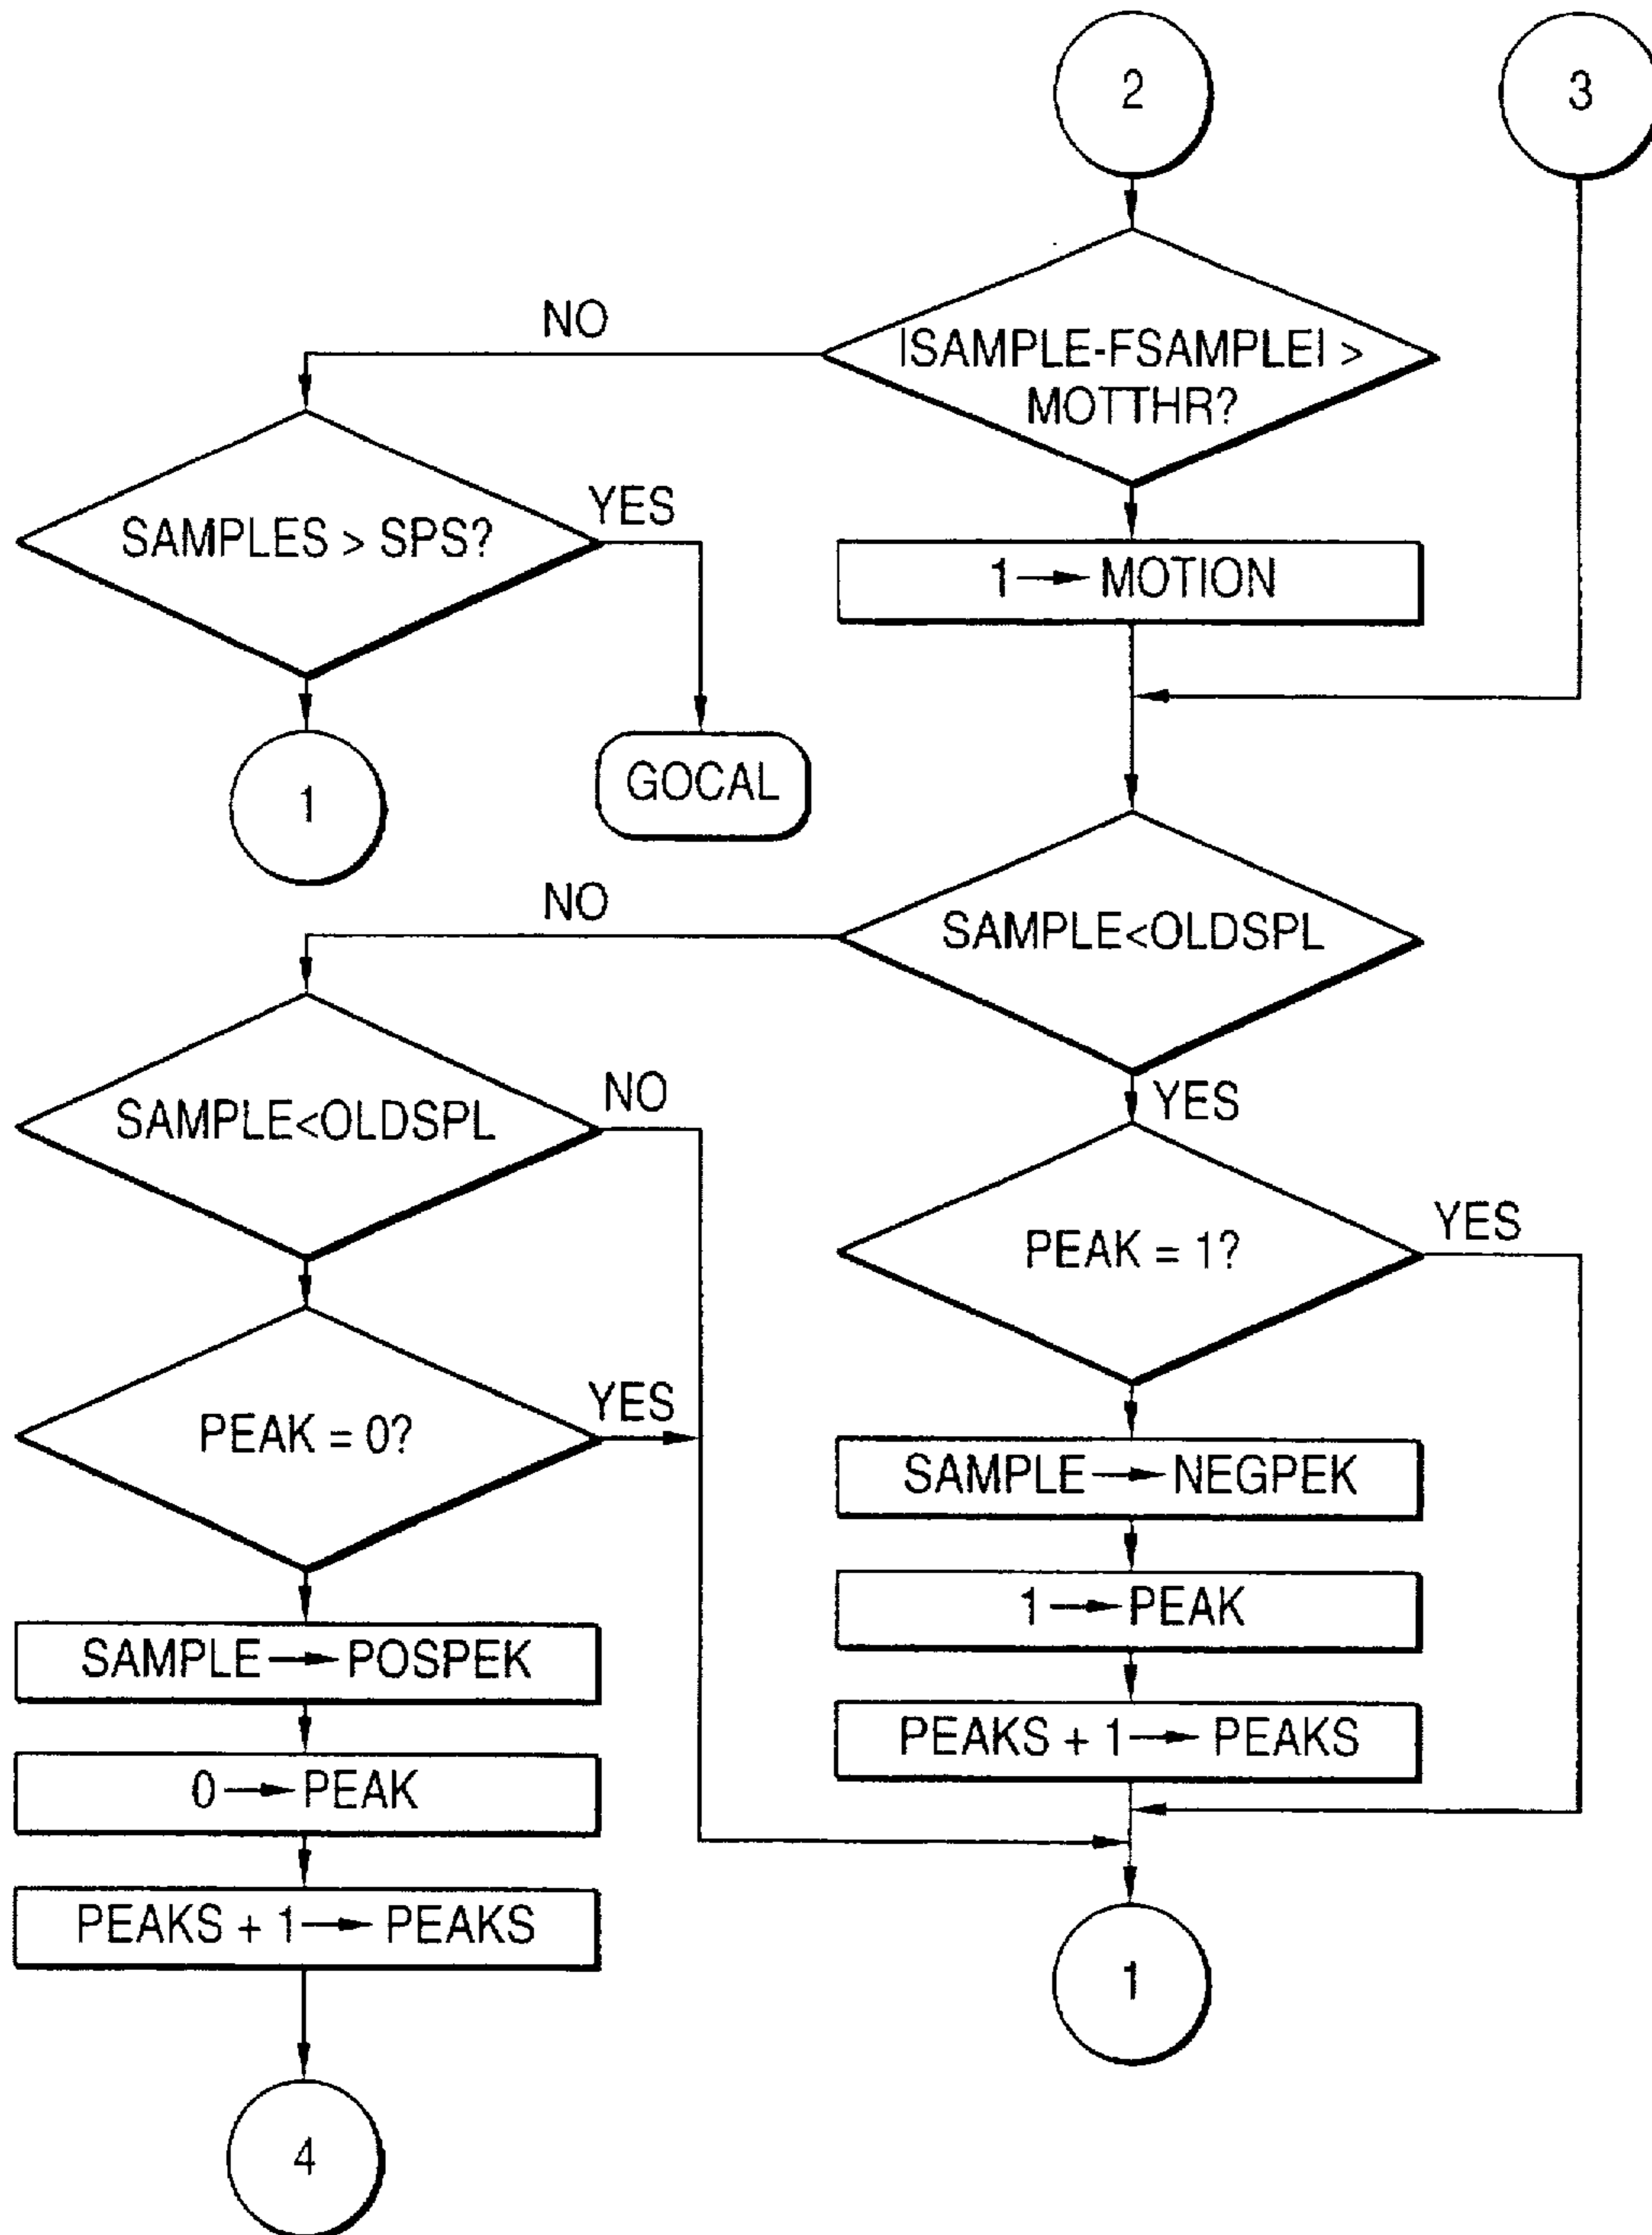 2
3
NO
|SAMPLE-FSAMPLEI >
MOTTHR?
YES
SAMPLES > SPS?
1 → MOTION
GOCAL
1
NO
SAMPLE<OLDSPL
NO
YES
SAMPLE<OLDSPL
YES
PEAK = 1?
YES
PEAK = 0?
SAMPLE → NEGPEK
1 → PEAK
SAMPLE → POSPEK
PEAKS + 1 → PEAKS
0 → PEAK
PEAKS + 1 → PEAKS
1
4